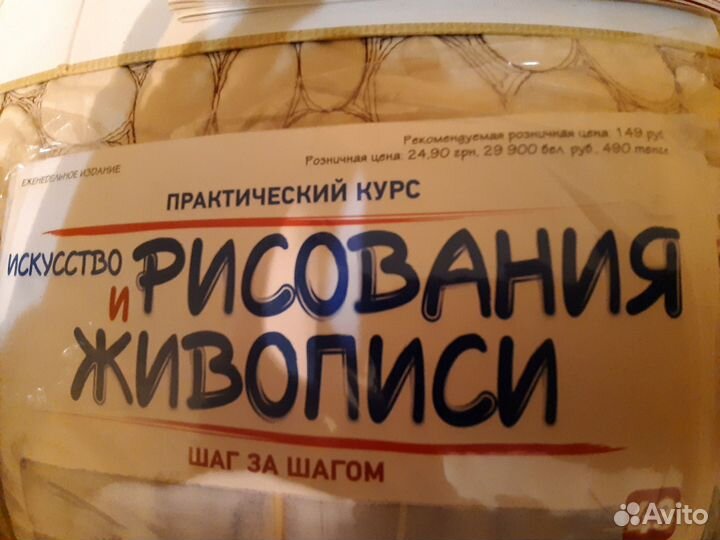 Рекомендуемая розничная цена: 149 руб
Розничная цена: 24,90 грн, 29 900 бел. руб., 490 тенге
ЕЖЕНЕДЕЛЬНОЕ ИЗДАНИЕ
ПРАКТИЧЕСКИЙ КУРС
ИСКУССТВО РИСОВАНИЯ
И ЖИВОПИСИ
ШАГ ЗА ШАГОМ
Avito